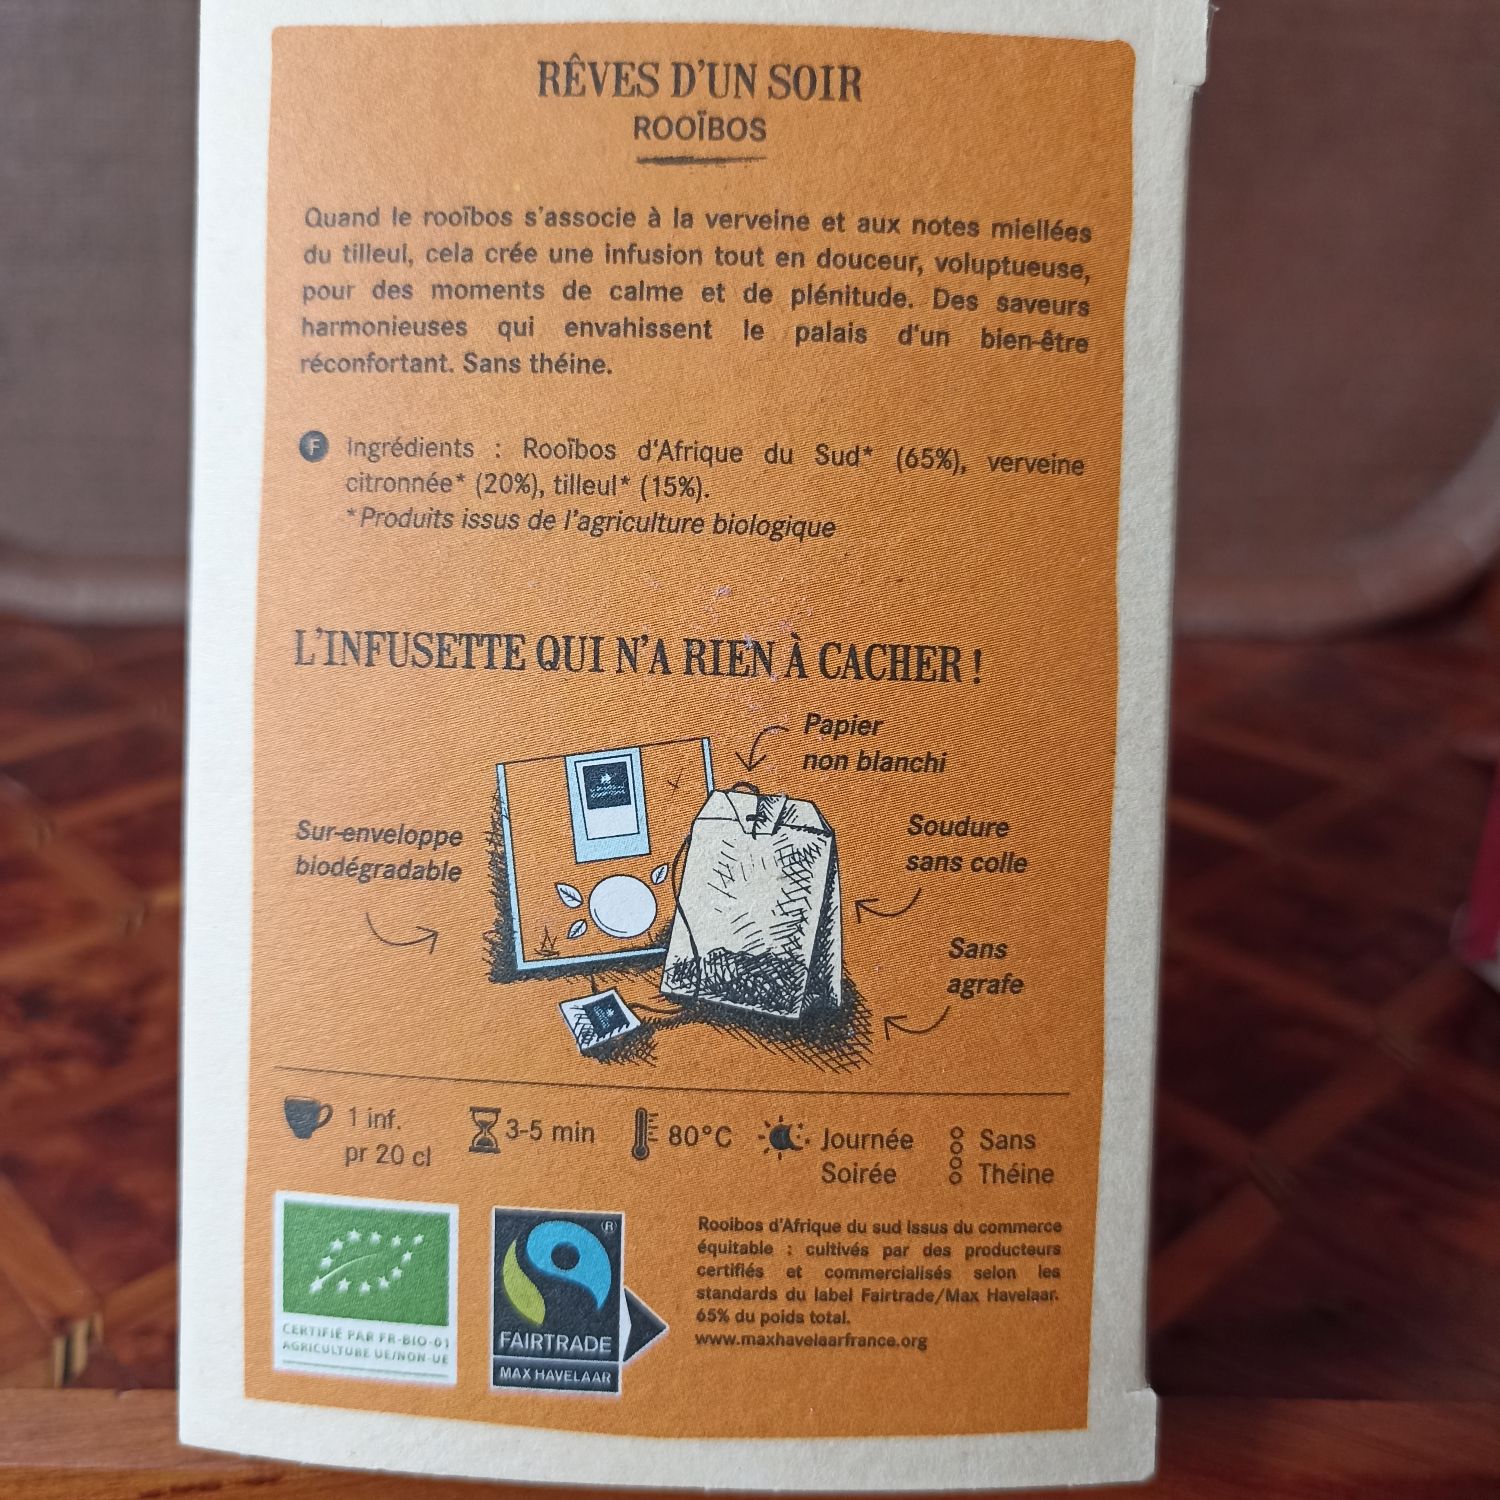 RÊVES D'UN SOIR
ROOÏBOS
Quand le rooïbos s'associe à la verveine et aux notes miellées
du tilleul, cela crée une infusion tout en douceur, voluptueuse,
pour des moments de calme et de plénitude. Des saveurs
harmonieuses qui envahissent le palais d'un bien-être
réconfortant. Sans théine.
F Ingrédients : Rooïbos d'Afrique du Sud* (65%), verveine
citronnée* (20%), tilleul* (15%).
*Produits issus de l'agriculture biologique
L'INFUSETTE QUI N'A RIEN À CACHER !
Papier
non blanchi
Sur-enveloppe
biodégradable
Soudure
sans colle
Sans
agrafe
1 inf.
pr 20 cl
3-5 min
80°C
Journée
Soirée
Sans
Théine
CERTIFIÉ PAR FR-BIO-01
AGRICULTURE UE/NON-UE
®
FAIRTRADE
MAX HAVELAAR
Rooibos d'Afrique du sud issus du commerce
équitable : cultivés par des producteurs
certifiés et commercialisés selon les
standards du label Fairtrade/Max Havelaar.
65% du poids total.
www.maxhavelaarfrance.org